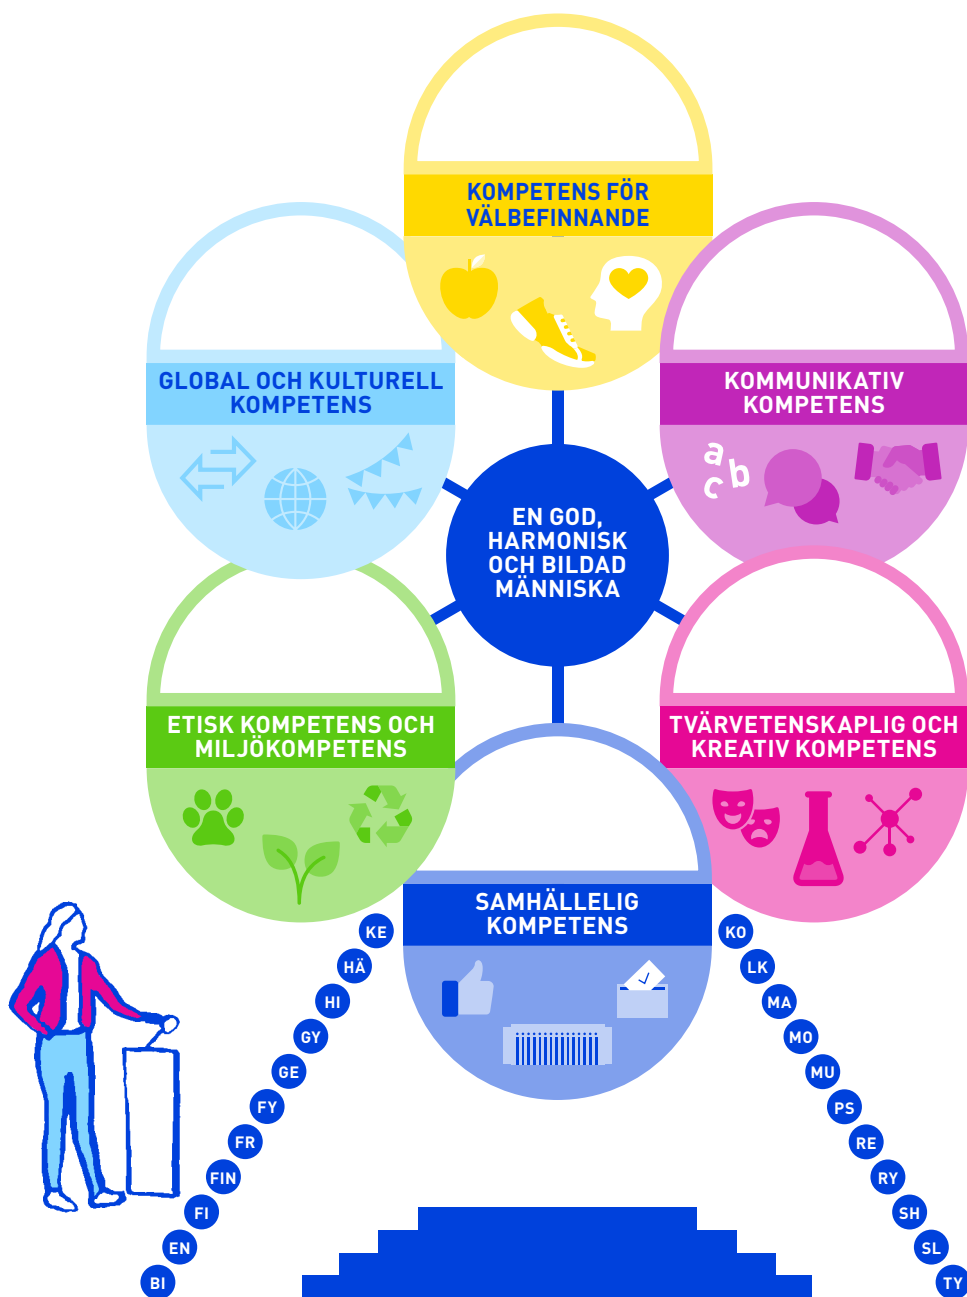 KOMPETENS FÖR
VÄLBEFINNANDE
GLOBAL OCH KULTURELL
KOMPETENS
KOMMUNIKATIV
KOMPETENS
a
b
c
EN GOD,
HARMONISK
OCH BILDAD
MÄNNISKA
ETISK KOMPETENS OCH
MILJÖKOMPETENS
TVÄRVETENSKAPLIG OCH
KREATIV KOMPETENS
SAMHÄLLELIG
KOMPETENS
KE
HÄ
HI
GY
GE
FY
FR
FIN
FI
EN
BI
KO
LK
MA
MO
MU
PS
RE
RY
SH
SL
TY